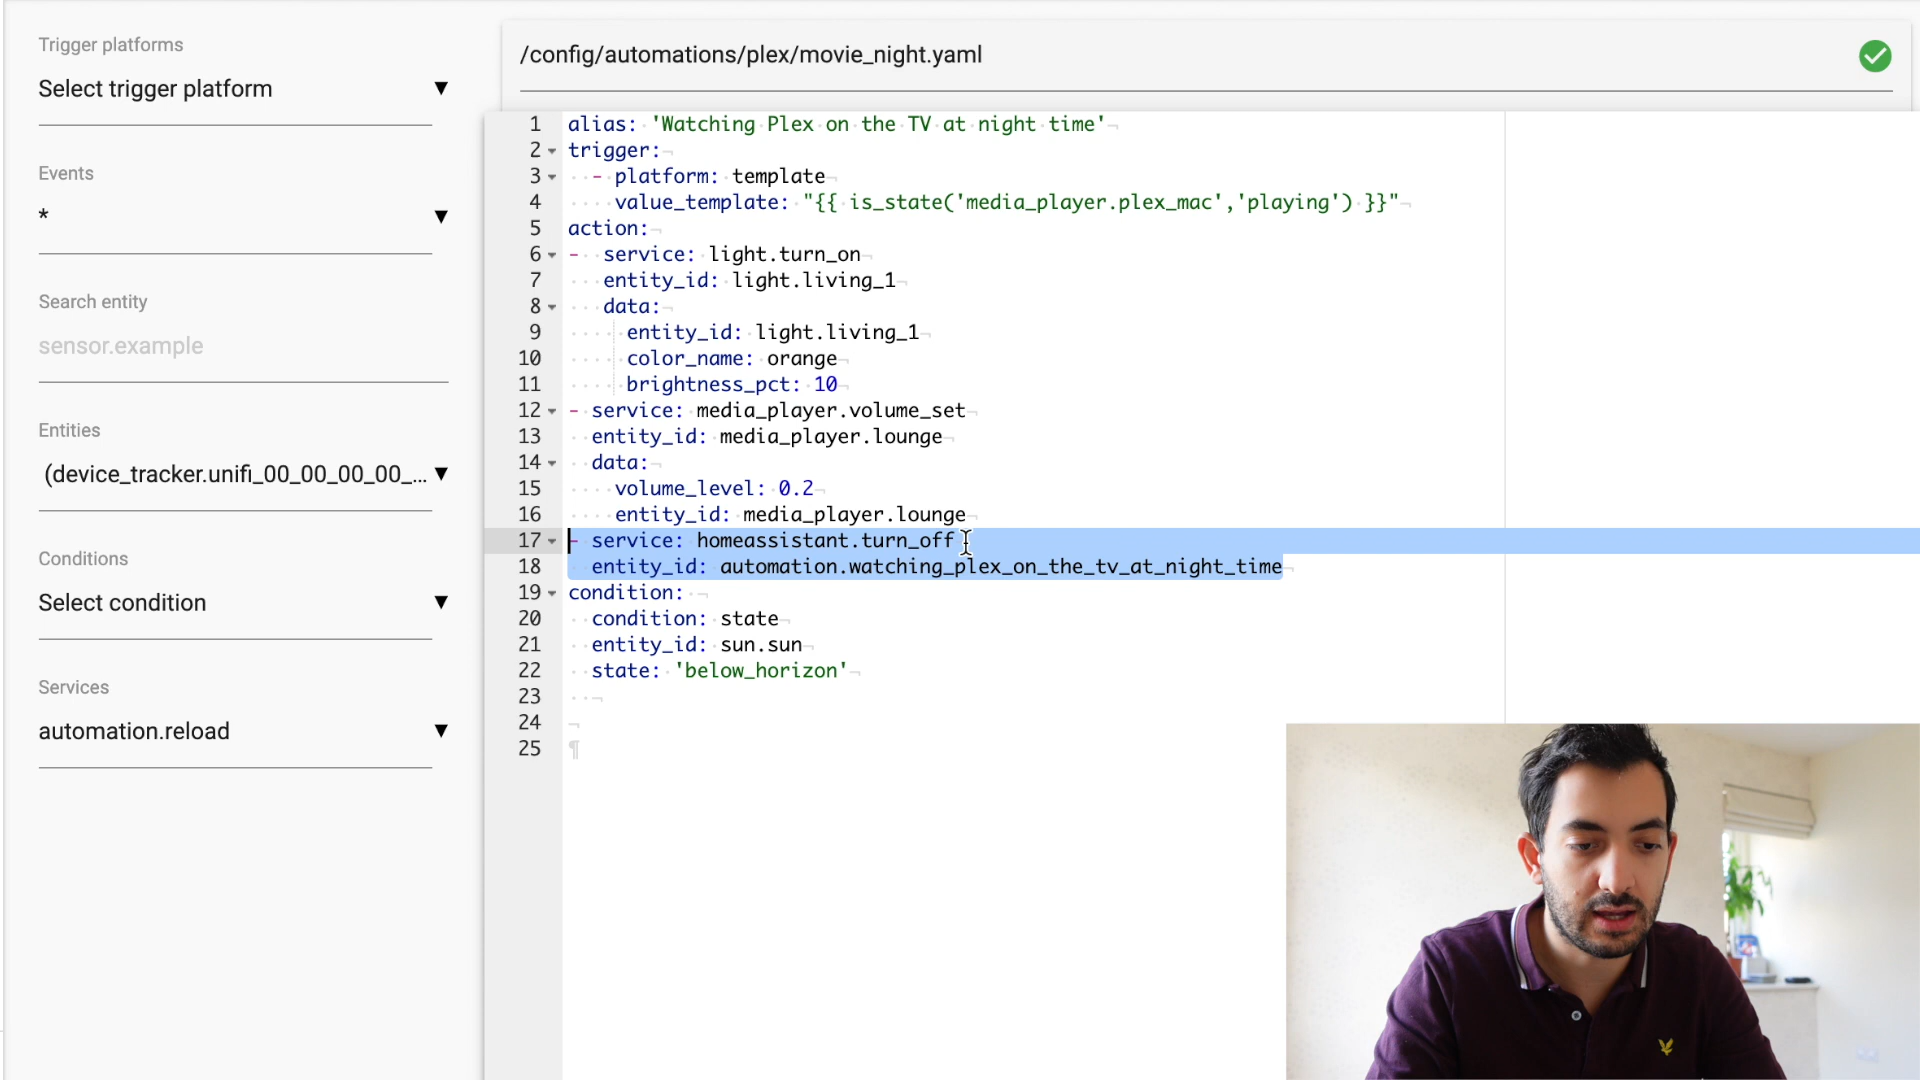 Trigger platforms
Select trigger platform
Events
*
Search entity
sensor.example
Entities
(device_tracker.unifi_00_00_00_00_...
Conditions
Select condition
Services
automation.reload
/config/automations/plex/movie_night.yaml
1 alias: 'Watching Plex on the TV at night time'
2 trigger:
3 - platform: template
4 value_template: "{{ is_state('media_player.plex_mac','playing') }}"
5 action:
6 - service: light.turn_on
7 entity_id: light.living_1
8 data:
9 entity_id: light.living_1
10 color_name: orange
11 brightness_pct: 10
12 - service: media_player.volume_set
13 entity_id: media_player.lounge
14 data:
15 volume_level: 0.2
16 entity_id: media_player.lounge
17 - service: homeassistant.turn_off
18 entity_id: automation.watching_plex_on_the_tv_at_night_time
19 condition:
20 condition: state
21 entity_id: sun.sun
22 state: 'below_horizon'
23
24
25